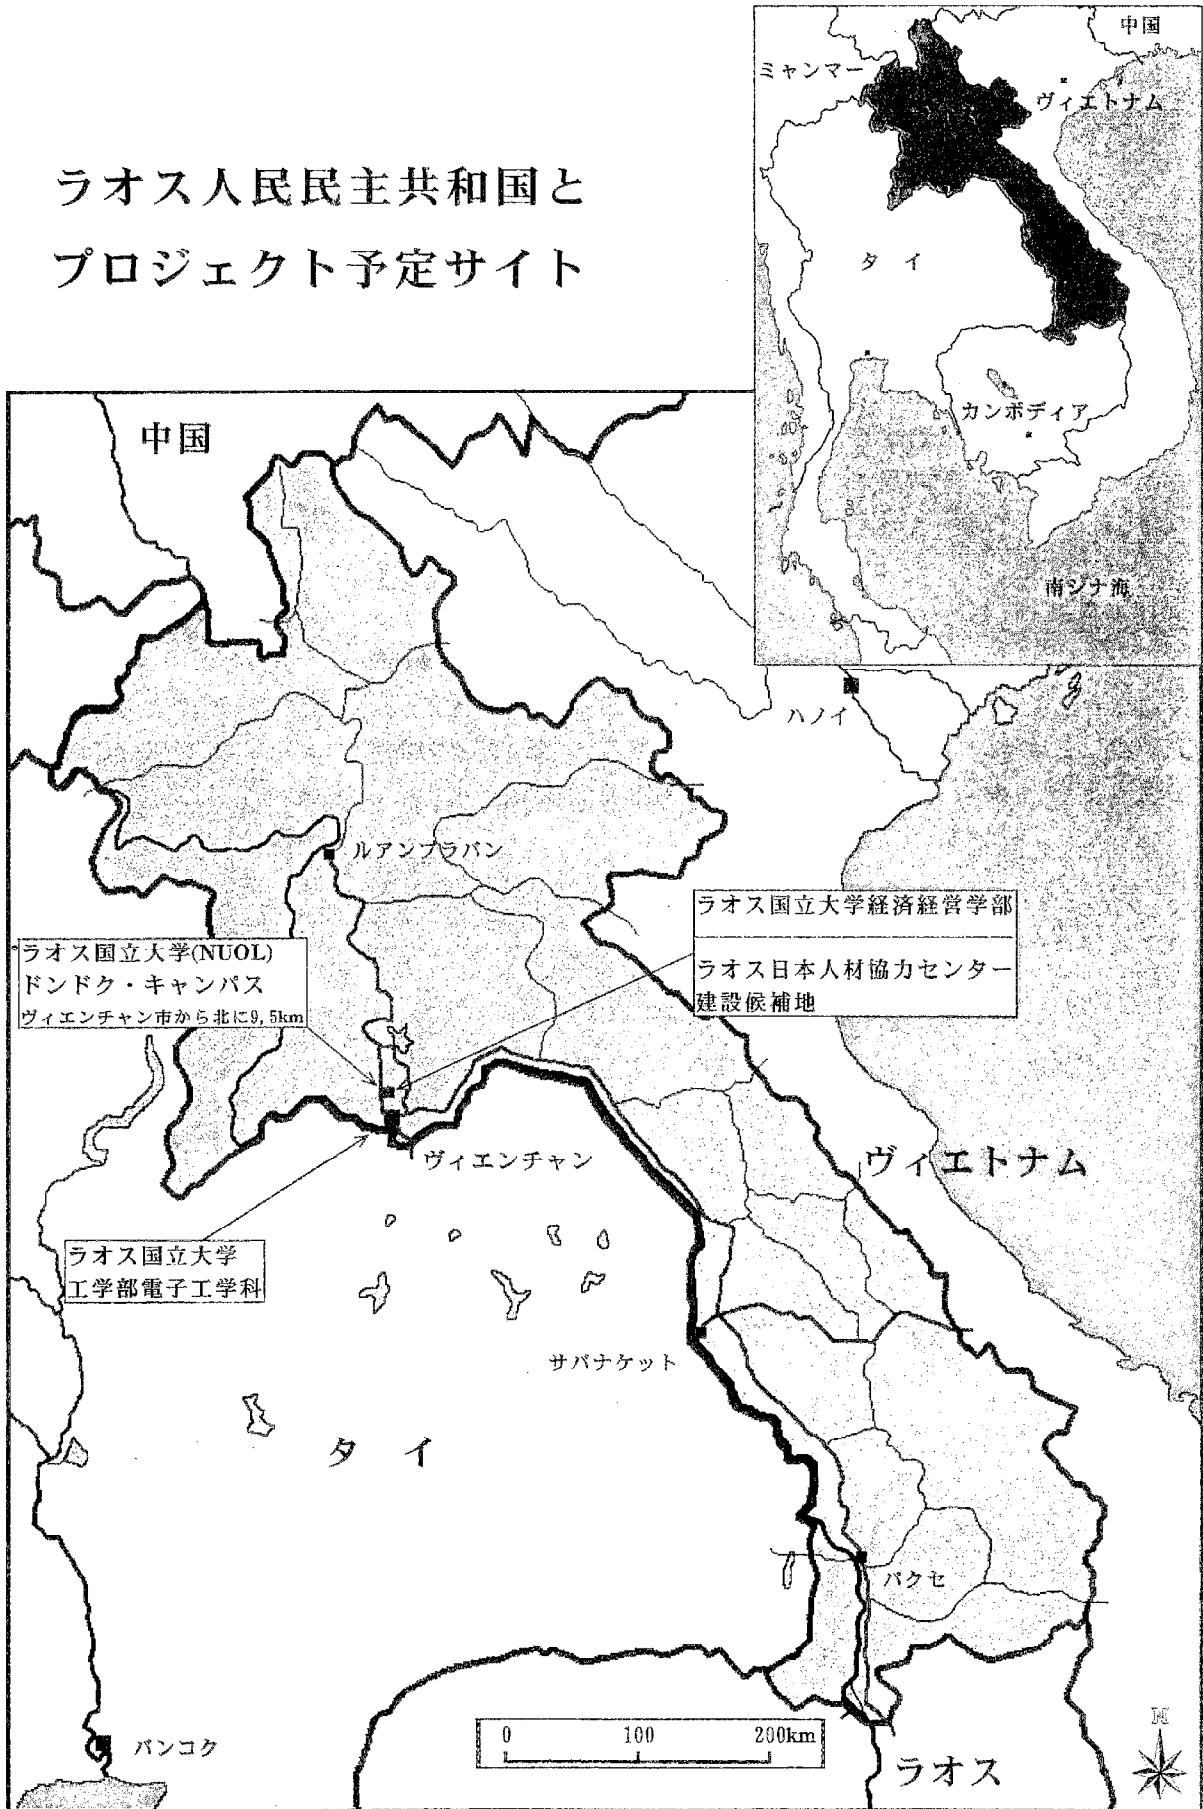 ラオス人民民主共和国と
プロジェクト予定サイト
中国
ミャンマー
ヴィエトナム
タイ
カンボディア
南シナ海
中国
ハノイ
ルアンプラバン
ラオス国立大学経済経営学部
ラオス日本人材協力センター
建設候補地
ラオス国立大学(NUOL)
ドンドク・キャンパス
ヴィエンチャン市から北に9,5km
ヴィエンチャン
ヴィエトナム
ラオス国立大学
工学部電子工学科
サバナケット
タイ
パクセ
バンコク
0 100 200km
ラオス
N